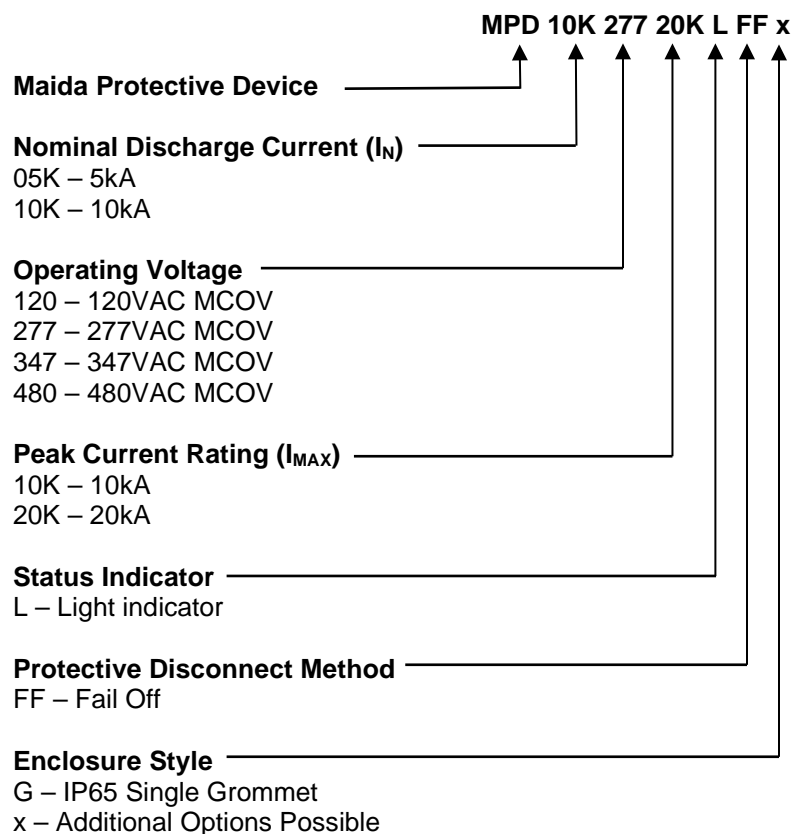 MPD 10K 277 20K L FF x
Maida Protective Device
Nominal Discharge Current (IN)
05K – 5kA
10K – 10kA
Operating Voltage
120 – 120VAC MCOV
277 – 277VAC MCOV
347 – 347VAC MCOV
480 – 480VAC MCOV
Peak Current Rating (IMAX)
10K – 10kA
20K – 20kA
Status Indicator
L – Light indicator
Protective Disconnect Method
FF – Fail Off
Enclosure Style
G – IP65 Single Grommet
x – Additional Options Possible